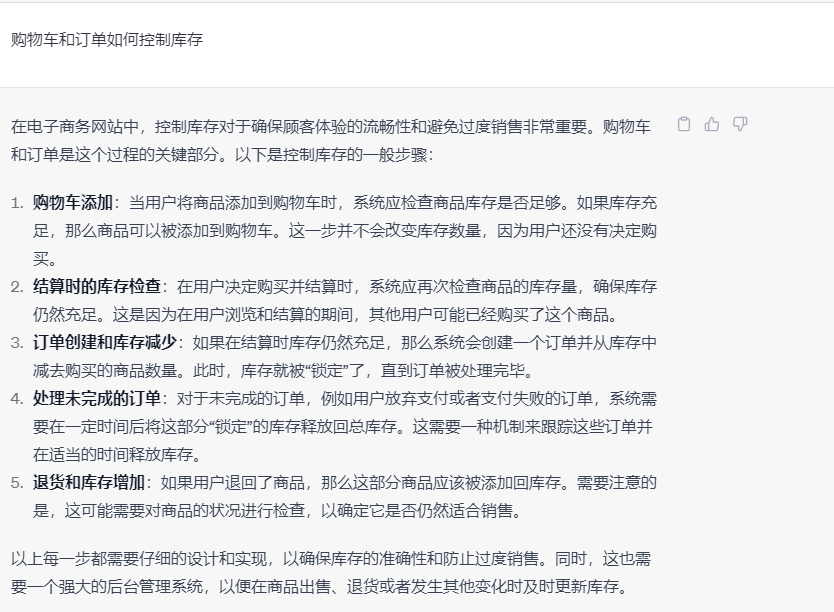 购物车和订单如何控制库存
在电子商务网站中，控制库存对于确保顾客体验的流畅性和避免过度销售非常重要。购物车
和订单是这个过程的关键部分。以下是控制库存的一般步骤：
1. 购物车添加：当用户将商品添加到购物车时，系统应检查商品库存是否足够。如果库存充
足，那么商品可以被添加到购物车。这一步并不会改变库存数量，因为用户还没有决定购
买。
2. 结算时的库存检查：在用户决定购买并结算时，系统应再次检查商品的库存量，确保库存
仍然充足。这是因为在用户浏览和结算的期间，其他用户可能已经购买了这个商品。
3. 订单创建和库存减少：如果在结算时库存仍然充足，那么系统会创建一个订单并从库存中
减去购买的商品数量。此时，库存就被“锁定”了，直到订单被处理完毕。
4. 处理未完成的订单：对于未完成的订单，例如用户放弃支付或者支付失败的订单，系统需
要在一定时间后将这部分“锁定”的库存释放回总库存。这需要一种机制来跟踪这些订单并
在适当的时间释放库存。
5. 退货和库存增加：如果用户退回了商品，那么这部分商品应该被添加回库存。需要注意的
是，这可能需要对商品的状况进行检查，以确定它是否仍然适合销售。
以上每一步都需要仔细的设计和实现，以确保库存的准确性和防止过度销售。同时，这也需
要一个强大的后台管理系统，以便在商品出售、退货或者发生其他变化时及时更新库存。